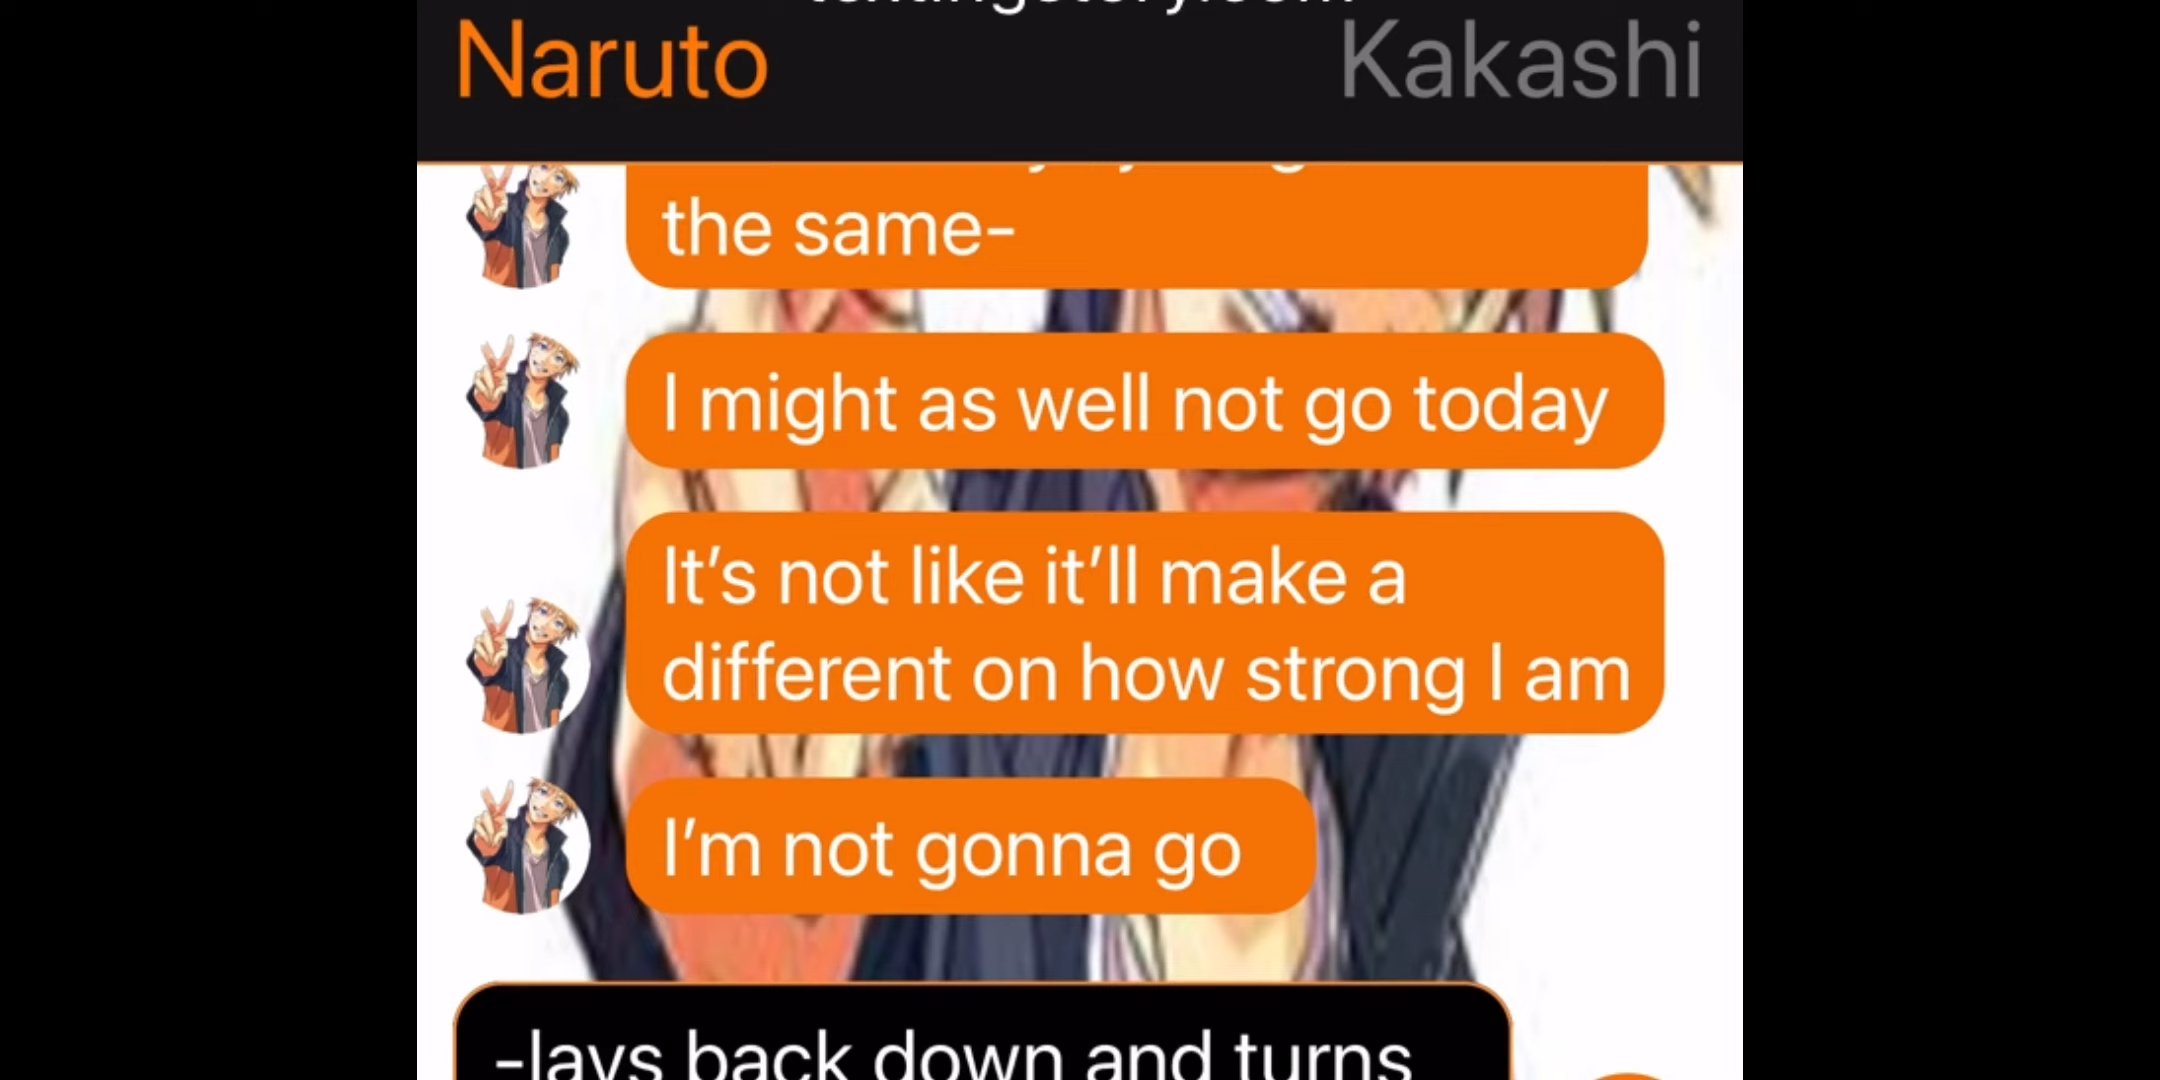 Naruto
Kakashi
the same-
I might as well not go today
It’s not like it’ll make a
different on how strong I am
I’m not gonna go
-lays back down and turns